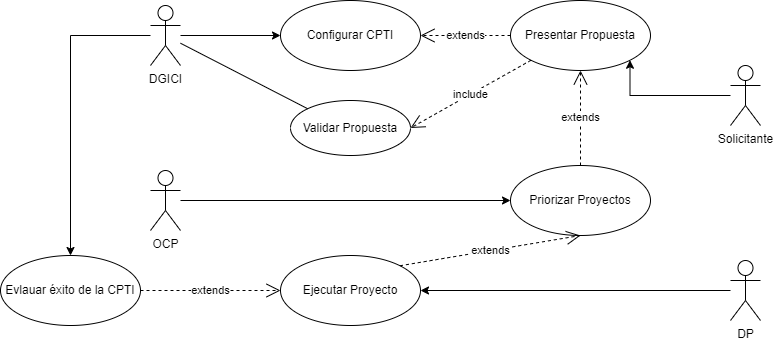 Configurar CPTI
extends
Presentar Propuesta
DGICI
include
Validar Propuesta
extends
Solicitante
Priorizar Proyectos
OCP
extends
Evlauar éxito de la CPTI
extends
Ejecutar Proyecto
DP